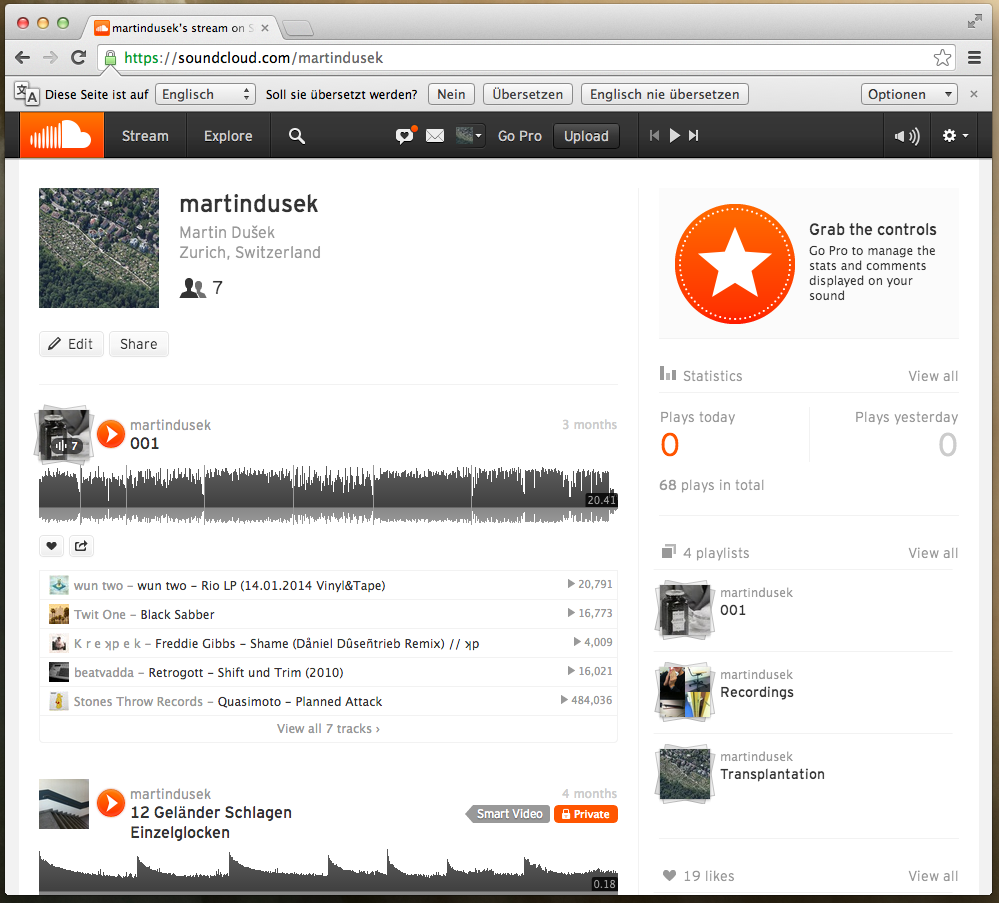 martindusek's stream on S
https://soundcloud.com/martindusek
Diese Seite ist auf Englisch Soll sie übersetzt werden? Nein Übersetzen Englisch nie übersetzen Optionen
Stream Explore Go Pro Upload
martindusek
Martin Dušek
Zurich, Switzerland
7
Edit Share
Grab the controls
Go Pro to manage the
stats and comments
displayed on your
sound
Statistics View all
Plays today Plays yesterday
0 0
68 plays in total
martindusek 3 months
001
7
20.41
wun two – wun two – Rio LP (14.01.2014 Vinyl&Tape) 20,791
Twit One – Black Sabber 16,773
K r e ʞp e k – Freddie Gibbs – Shame (Dåniel Dûseñtrieb Remix) // ʞp 4,009
beatvadda – Retrogott – Shift und Trim (2010) 16,021
Stones Throw Records – Quasimoto – Planned Attack 484,036
View all 7 tracks ›
4 playlists View all
martindusek
001
martindusek
Recordings
martindusek
Transplantation
martindusek 4 months
12 Geländer Schlagen
Einzelglocken
Smart Video Private
0.18
19 likes View all